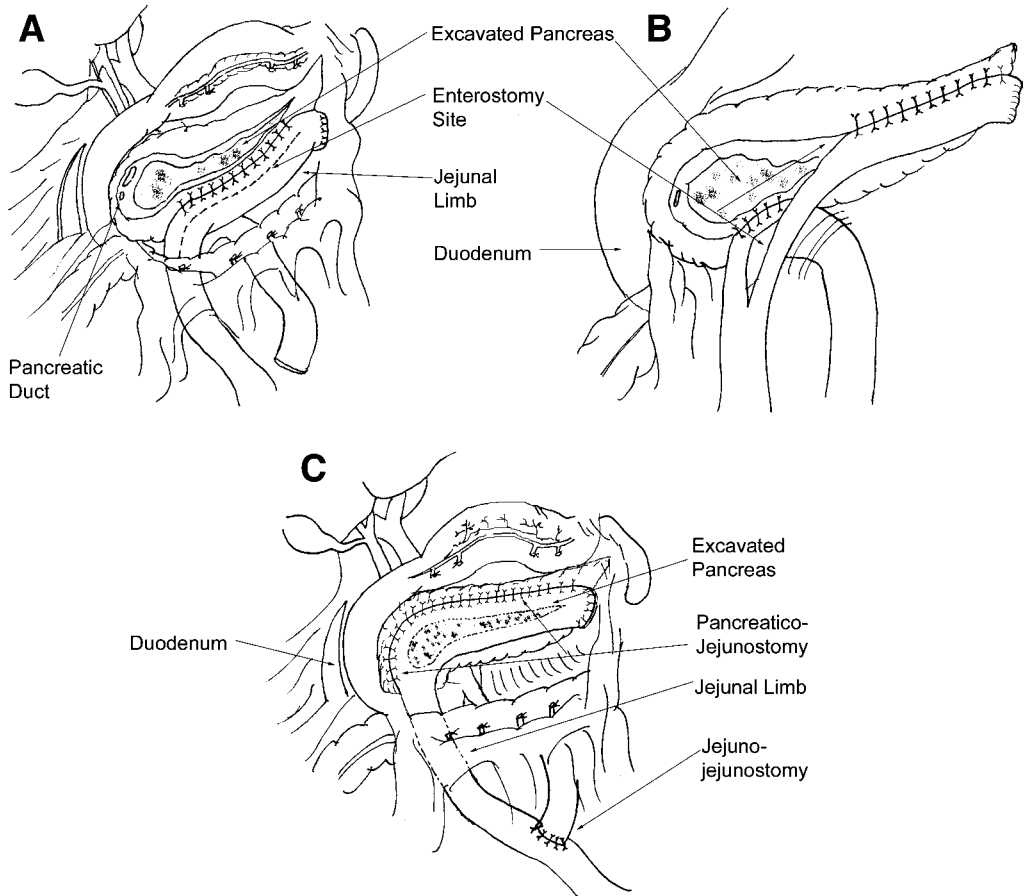 A
B
Excavated Pancreas
Enterostomy
Site
Jejunal
Limb
Duodenum
Pancreatic
Duct
C
Excavated
Pancreas
Duodenum
Pancreatico-
Jejunostomy
Jejunal Limb
Jejuno-
jejunostomy